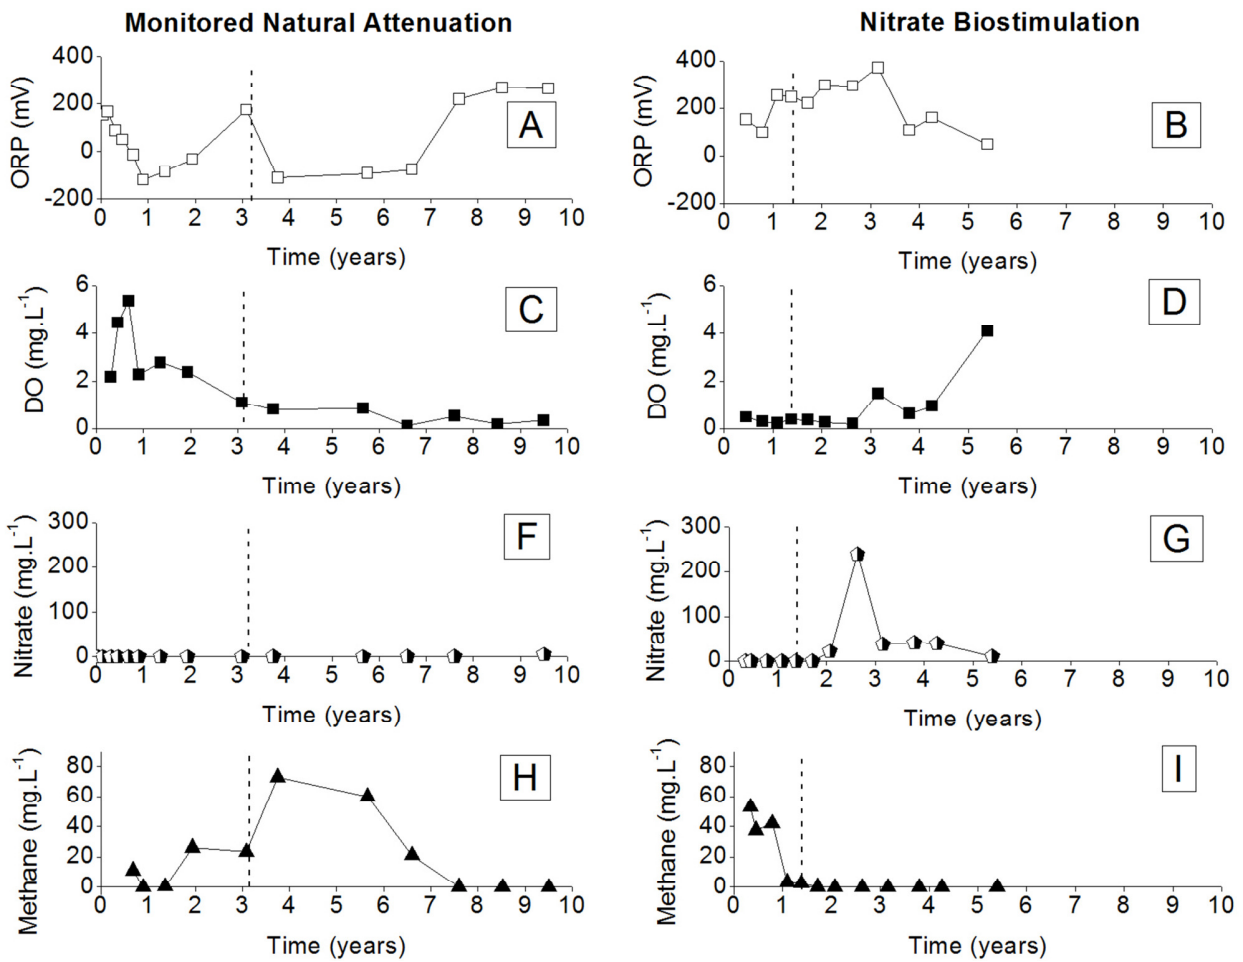 Monitored Natural Attenuation
Nitrate Biostimulation
ORP (mV)
400
200
0
-200
A
0 1 2 3 4 5 6 7 8 9 10
Time (years)
ORP (mV)
400
200
0
-200
B
0 1 2 3 4 5 6 7 8 9 10
Time (years)
DO (mg.L⁻¹)
6
4
2
0
C
0 1 2 3 4 5 6 7 8 9 10
Time (years)
DO (mg.L⁻¹)
6
4
2
0
D
0 1 2 3 4 5 6 7 8 9 10
Time (years)
Nitrate (mg.L⁻¹)
300
200
100
0
F
0 1 2 3 4 5 6 7 8 9 10
Time (years)
Nitrate (mg.L⁻¹)
300
200
100
0
G
0 1 2 3 4 5 6 7 8 9 10
Time (years)
Methane (mg.L⁻¹)
80
60
40
20
0
H
0 1 2 3 4 5 6 7 8 9 10
Time (years)
Methane (mg.L⁻¹)
80
60
40
20
0
I
0 1 2 3 4 5 6 7 8 9 10
Time (years)